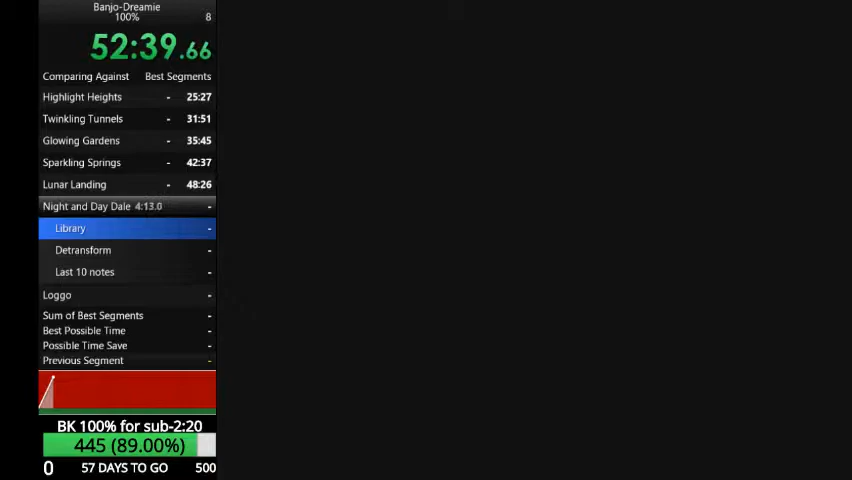 Banjo-Dreamie
100% 8
52:39.66
Comparing Against Best Segments
Highlight Heights - 25:27
Twinkling Tunnels - 31:51
Glowing Gardens - 35:45
Sparkling Springs - 42:37
Lunar Landing - 48:26
Night and Day Dale 4:13.0 -
Library -
Detransform -
Last 10 notes -
Loggo -
Sum of Best Segments -
Best Possible Time -
Possible Time Save -
Previous Segment -
BK 100% for sub-2:20
445 (89.00%)
0 57 DAYS TO GO 500